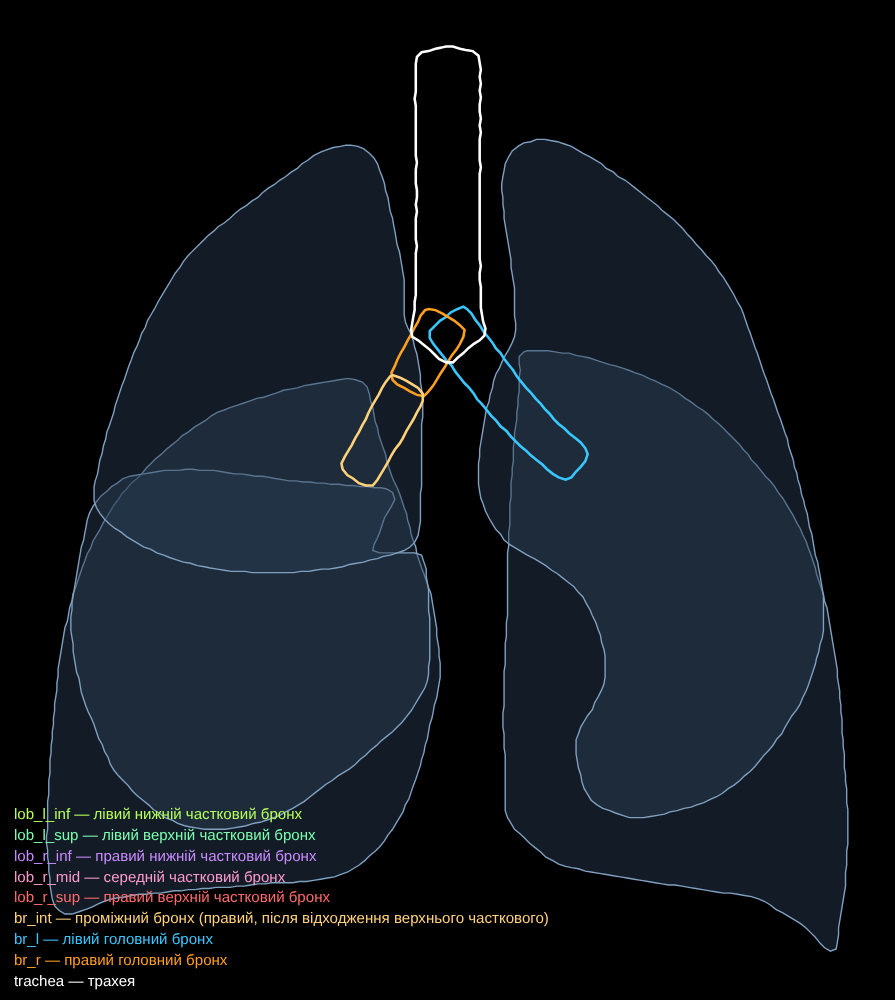 lob_l_inf — лівий нижній частковий бронх
lob_l_sup — лівий верхній частковий бронх
lob_r_inf — правий нижній частковий бронх
lob_r_mid — середній частковий бронх
lob_r_sup — правий верхній частковий бронх
br_int — проміжний бронх (правий, після відходження верхнього часткового)
br_l — лівий головний бронх
br_r — правий головний бронх
trachea — трахея